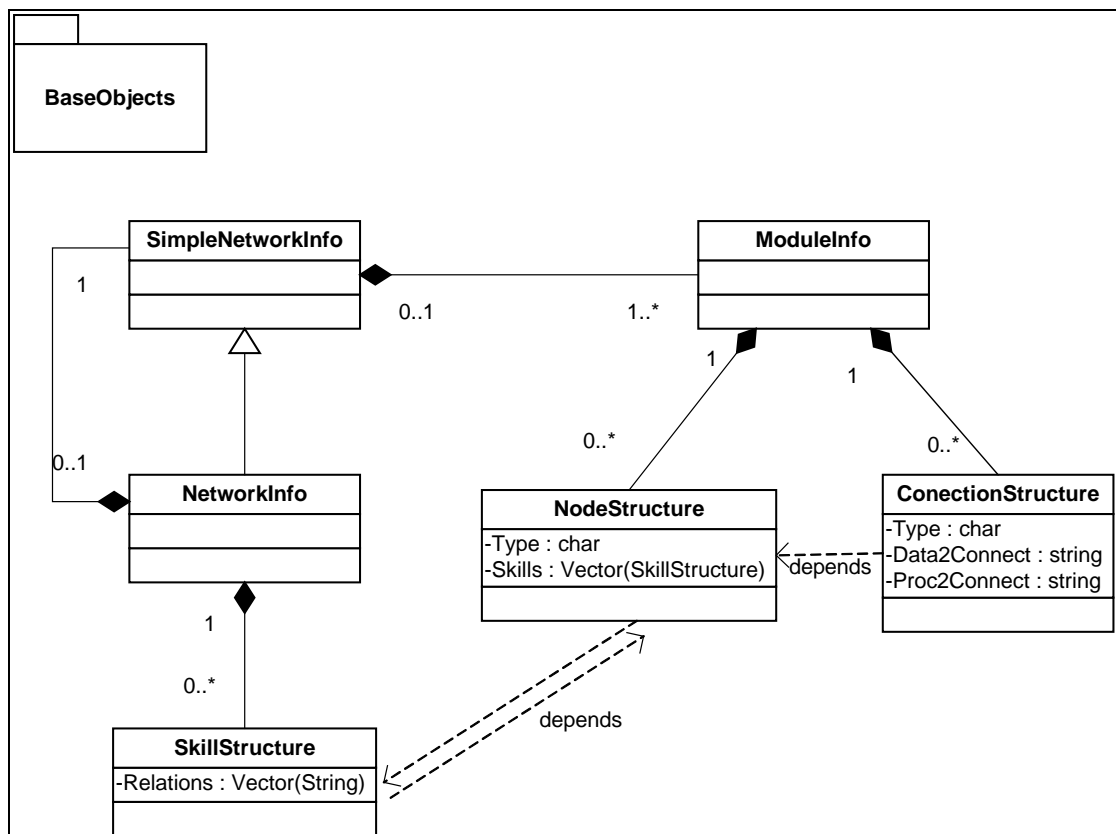 BaseObjects
SimpleNetworkInfo
ModuleInfo
1
0..1
1..*
1
1
0..*
0..*
0..1
NetworkInfo
NodeStructure
-Type : char
-Skills : Vector(SkillStructure)
ConectionStructure
-Type : char
-Data2Connect : string
-Proc2Connect : string
depends
1
0..*
depends
SkillStructure
-Relations : Vector(String)